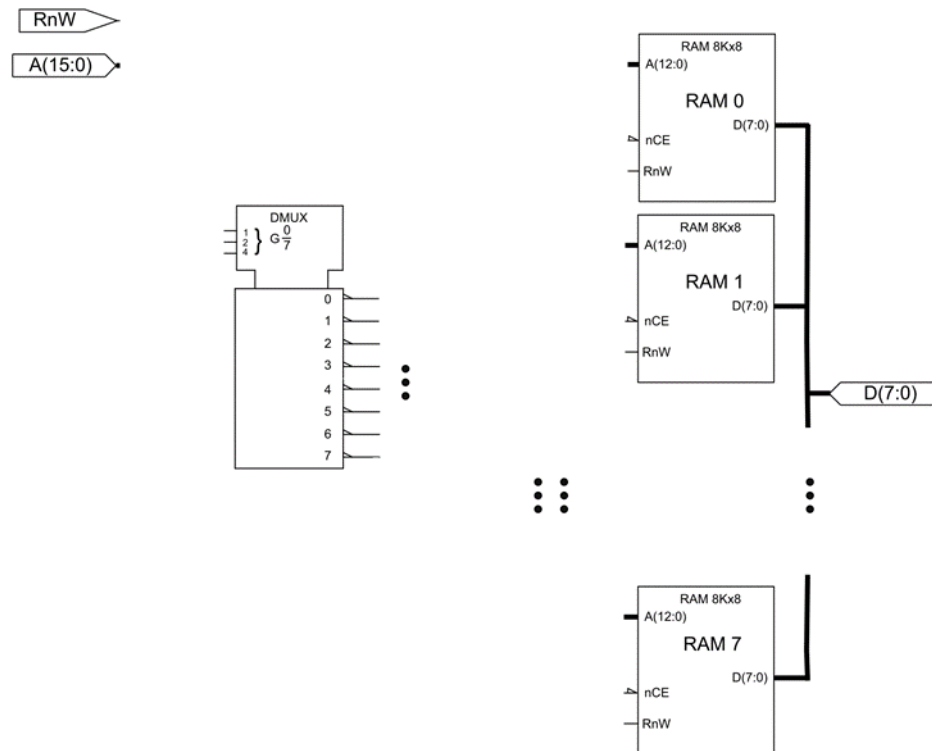 RnW
A(15:0)
RAM 8Kx8
A(12:0)
RAM 0
D(7:0)
nCE
RnW
DMUX
1
2
4
} G 0/7
0
1
2
3
4
5
6
7
RAM 8Kx8
A(12:0)
RAM 1
D(7:0)
nCE
RnW
D(7:0)
RAM 8Kx8
A(12:0)
RAM 7
D(7:0)
nCE
RnW